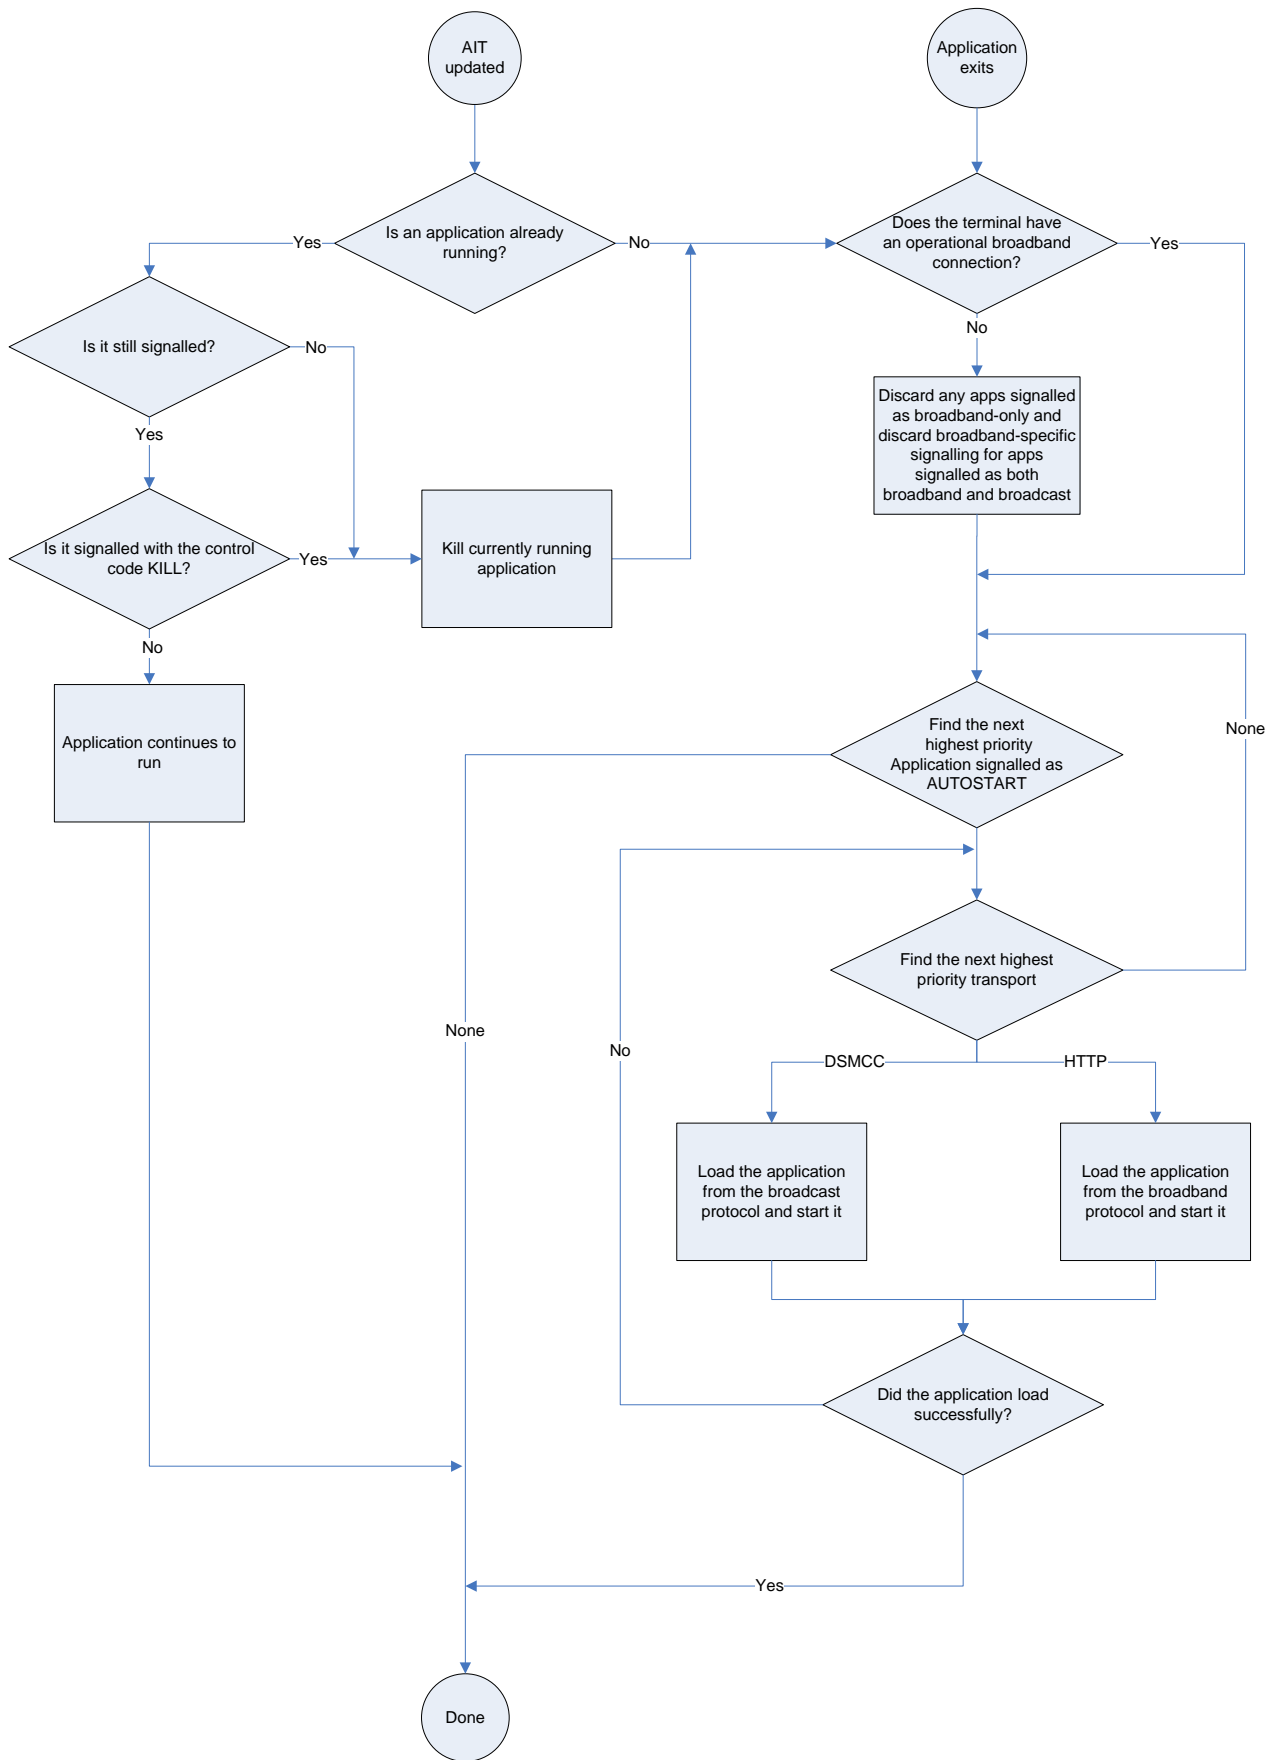 AIT
updated
Application
exits
Is an application already
running?
Yes
No
Does the terminal have
an operational broadband
connection?
Yes
No
Is it still signalled?
No
Yes
Discard any apps signalled
as broadband-only and
discard broadband-specific
signalling for apps
signalled as both
broadband and broadcast
Is it signalled with the control
code KILL?
Yes
No
Kill currently running
application
Application continues to
run
Find the next
highest priority
Application signalled as
AUTOSTART
None
None
Find the next highest
priority transport
No
DSMCC
HTTP
Load the application
from the broadcast
protocol and start it
Load the application
from the broadband
protocol and start it
Did the application load
successfully?
Yes
Done